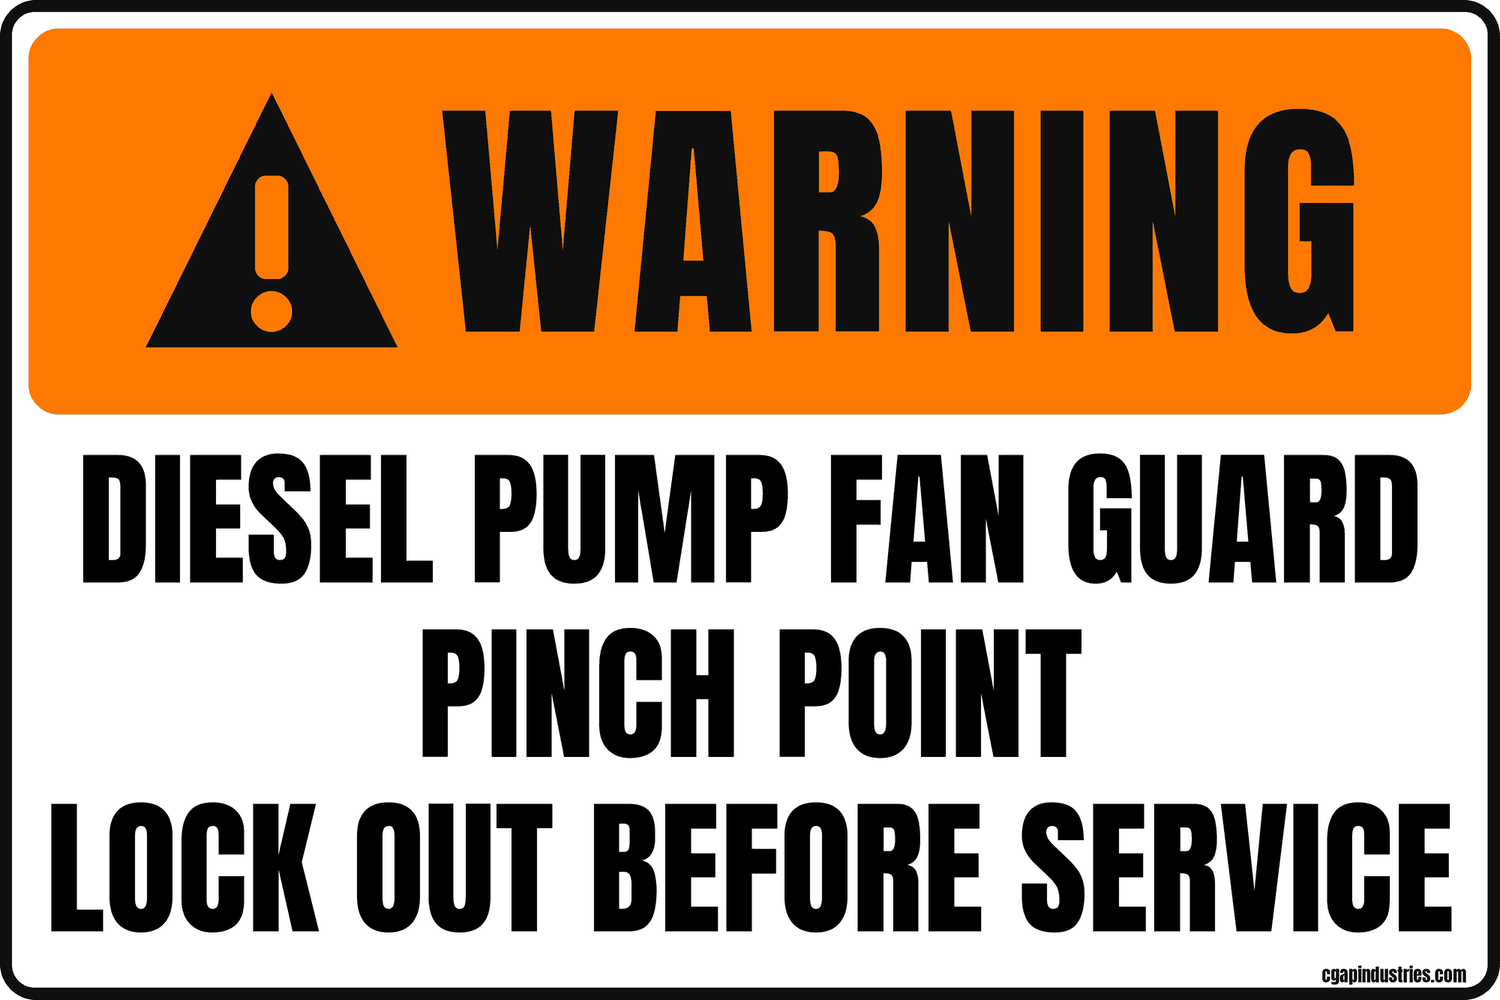 WARNING
DIESEL PUMP FAN GUARD
PINCH POINT
LOCK OUT BEFORE SERVICE
cgapindustries.com